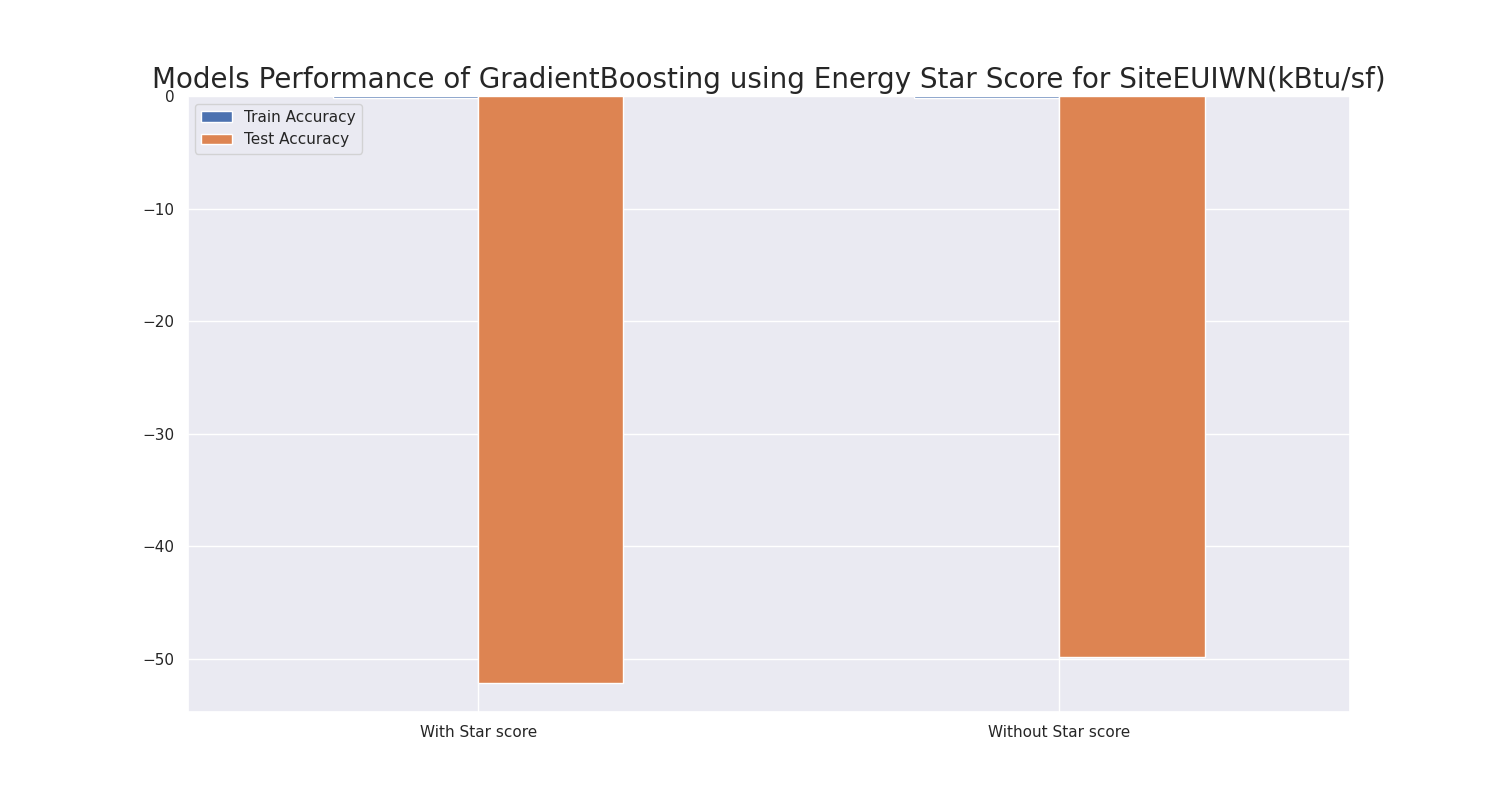 Models Performance of GradientBoosting using Energy Star Score for SiteEUIWN(kBtu/sf)
0
Train Accuracy
Test Accuracy
−10
−20
−30
−40
−50
With Star score
Without Star score